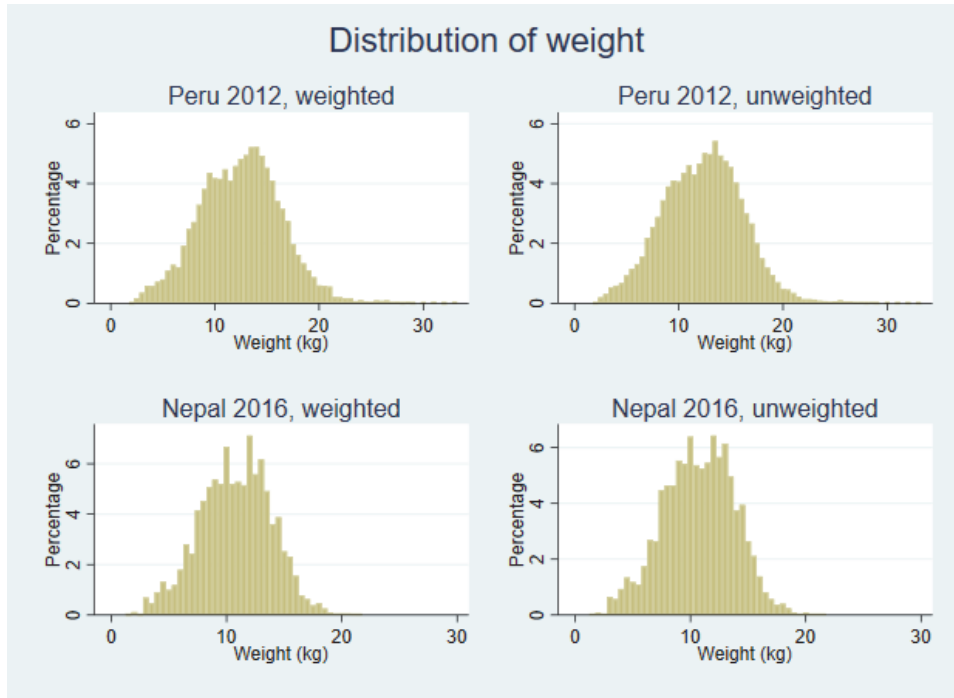 Distribution of weight
Peru 2012, weighted
Percentage
6
4
2
0
0 10 20 30
Weight (kg)
Peru 2012, unweighted
Percentage
6
4
2
0
0 10 20 30
Weight (kg)
Nepal 2016, weighted
Percentage
6
4
2
0
0 10 20 30
Weight (kg)
Nepal 2016, unweighted
Percentage
6
4
2
0
0 10 20 30
Weight (kg)